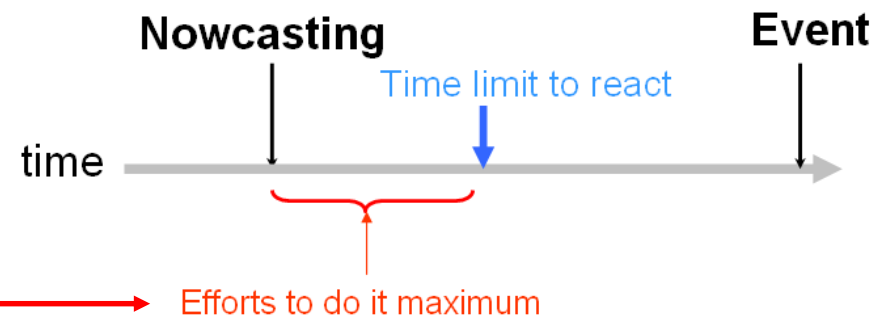 Nowcasting
Event
Time limit to react
time
Efforts to do it maximum